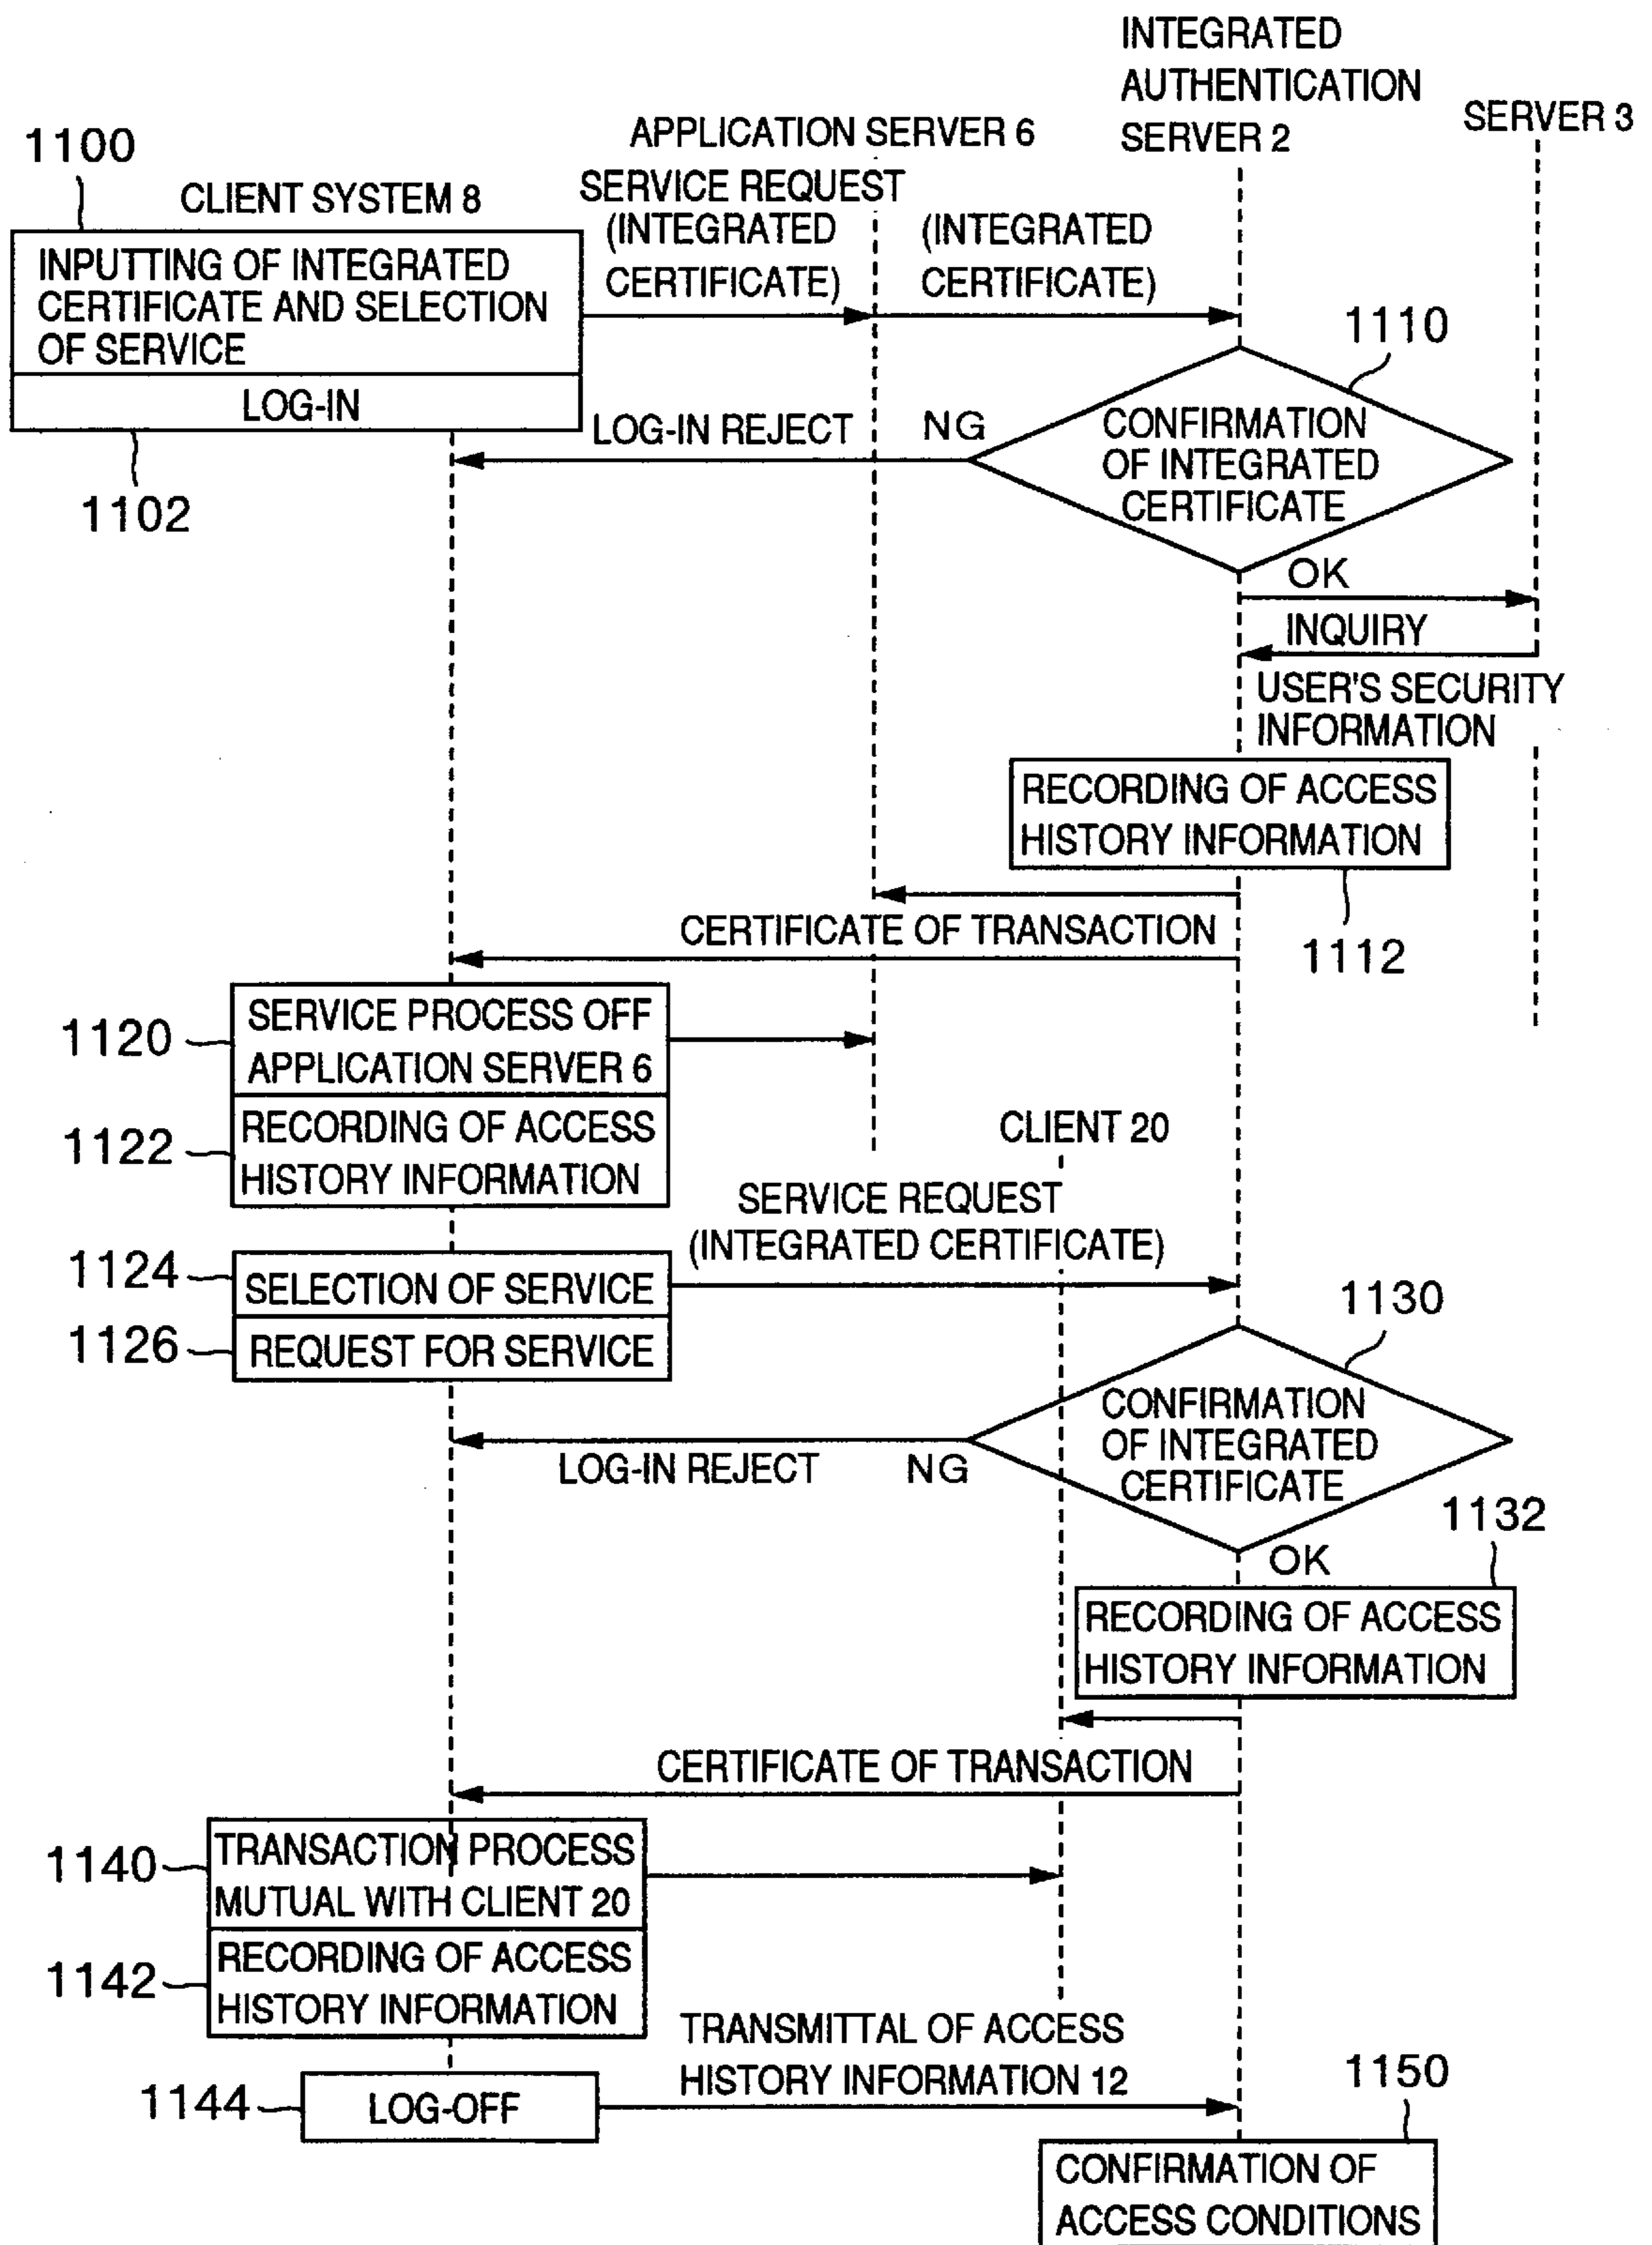 INTEGRATED
AUTHENTICATION
SERVER 2
SERVER 3
APPLICATION SERVER 6
1100
CLIENT SYSTEM 8
SERVICE REQUEST
(INTEGRATED
CERTIFICATE)
(INTEGRATED
CERTIFICATE)
INPUTTING OF INTEGRATED
CERTIFICATE AND SELECTION
OF SERVICE
LOG-IN
1102
1110
LOG-IN REJECT
NG
CONFIRMATION
OF INTEGRATED
CERTIFICATE
OK
INQUIRY
USER'S SECURITY
INFORMATION
RECORDING OF ACCESS
HISTORY INFORMATION
1112
CERTIFICATE OF TRANSACTION
1120
SERVICE PROCESS OFF
APPLICATION SERVER 6
1122
RECORDING OF ACCESS
HISTORY INFORMATION
CLIENT 20
SERVICE REQUEST
(INTEGRATED CERTIFICATE)
1124
SELECTION OF SERVICE
1126
REQUEST FOR SERVICE
1130
CONFIRMATION
OF INTEGRATED
CERTIFICATE
LOG-IN REJECT
NG
OK
1132
RECORDING OF ACCESS
HISTORY INFORMATION
CERTIFICATE OF TRANSACTION
1140
TRANSACTION PROCESS
MUTUAL WITH CLIENT 20
1142
RECORDING OF ACCESS
HISTORY INFORMATION
TRANSMITTAL OF ACCESS
HISTORY INFORMATION 12
1144
LOG-OFF
1150
CONFIRMATION OF
ACCESS CONDITIONS